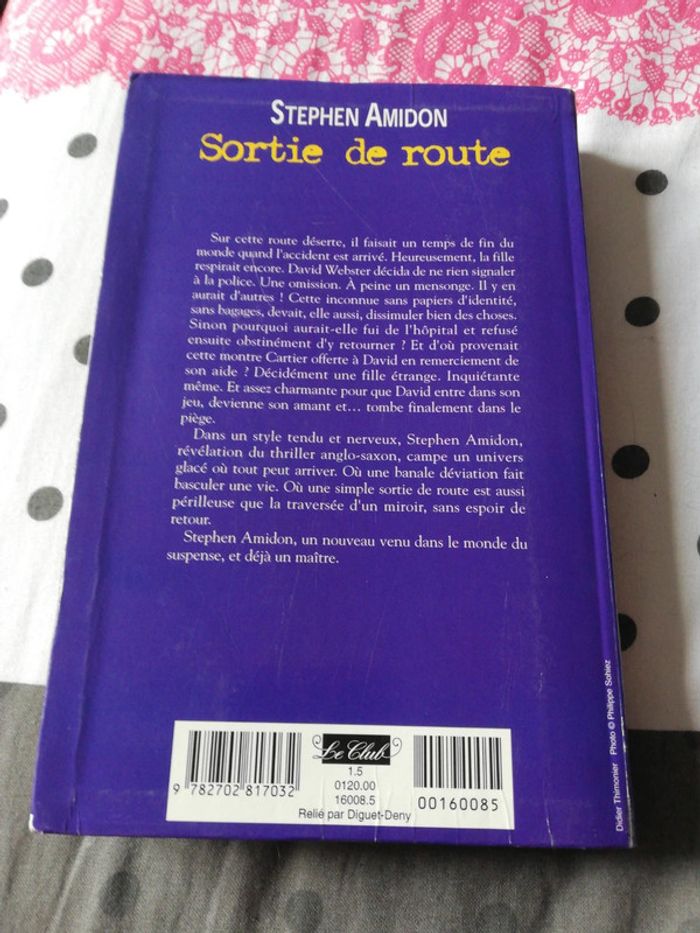 STEPHEN AMIDON
Sortie de route
Sur cette route déserte, il faisait un temps de fin du
monde quand l'accident est arrivé. Heureusement, la fille
respirait encore. David Webster décida de ne rien signaler
à la police. Une omission. À peine un mensonge. Il y en
aurait d'autres ! Cette inconnue sans papiers d'identité,
sans bagages, devait, elle aussi, dissimuler bien des choses.
Sinon pourquoi aurait-elle fui de l'hôpital et refusé
ensuite obstinément d'y retourner ? Et d'où provenait
cette montre Cartier offerte à David en remerciement de
son aide ? Décidément une fille étrange. Inquiétante
même. Et assez charmante pour que David entre dans son
jeu, devienne son amant et... tombe finalement dans le
piège.
Dans un style tendu et nerveux, Stephen Amidon,
révélation du thriller anglo-saxon, campe un univers
glacé où tout peut arriver. Où une banale déviation fait
basculer une vie. Où une simple sortie de route est aussi
périlleuse que la traversée d'un miroir, sans espoir de
retour.
Stephen Amidon, un nouveau venu dans le monde du
suspense, et déjà un maître.
Le Club
1.5
0120.00
16008.5
Relié par Diguet-Deny
9 782702 817032
00160085
Didier Thimonier Photo © Philippe Sohiez